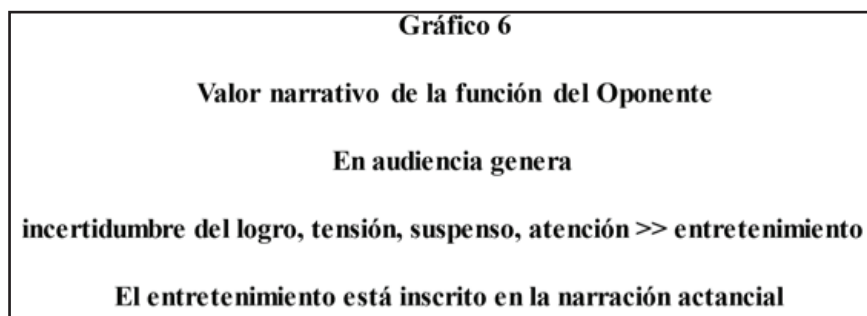 Gráfico 6
Valor narrativo de la función del Oponente
En audiencia genera
incertidumbre del logro, tensión, suspenso, atención >> entretenimiento
El entretenimiento está inscrito en la narración actancial